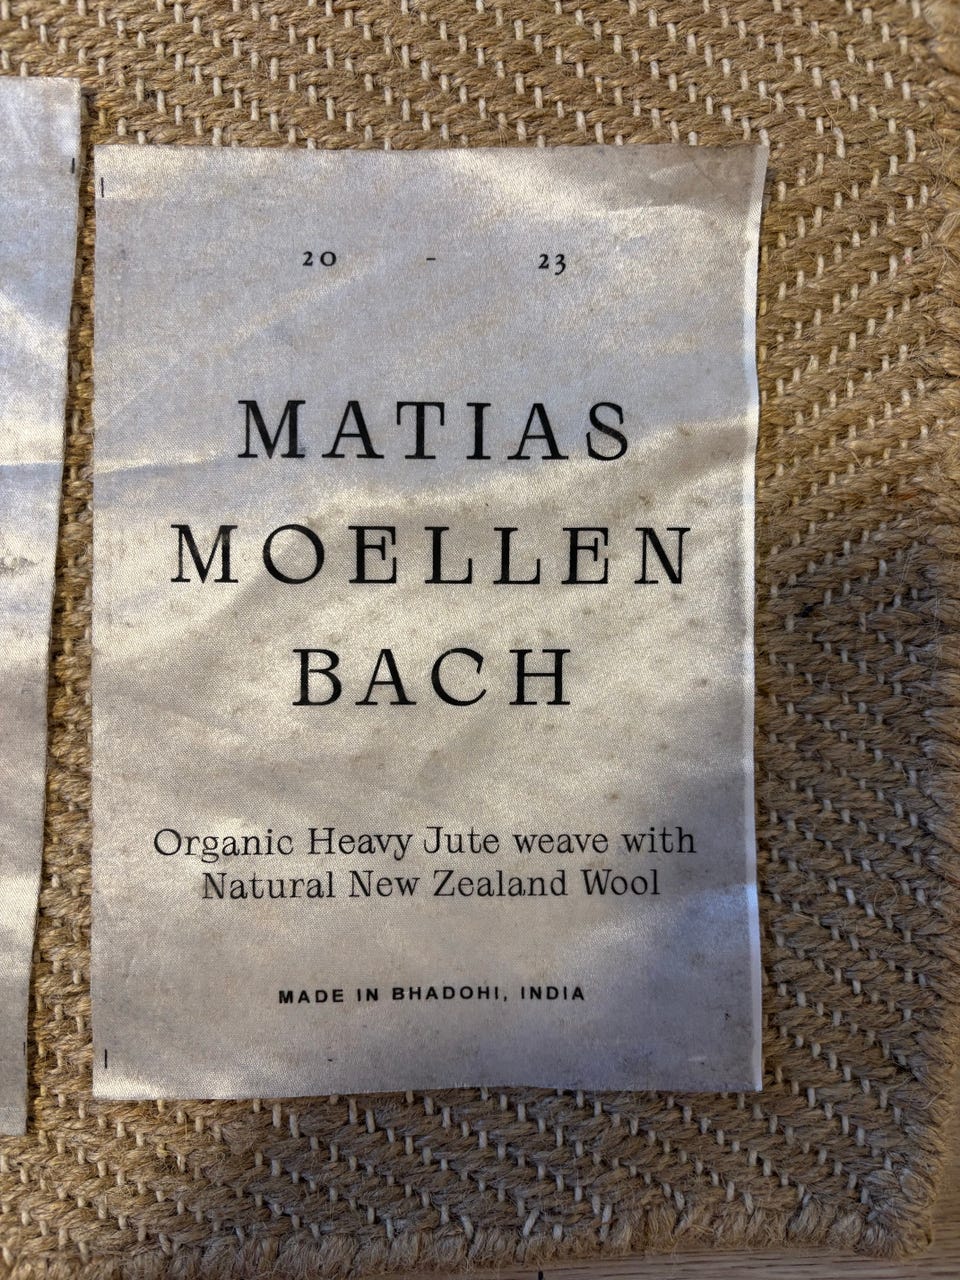 20 - 23
MATIAS
MOELLEN
BACH
Organic Heavy Jute weave with
Natural New Zealand Wool
MADE IN BHADOHI, INDIA